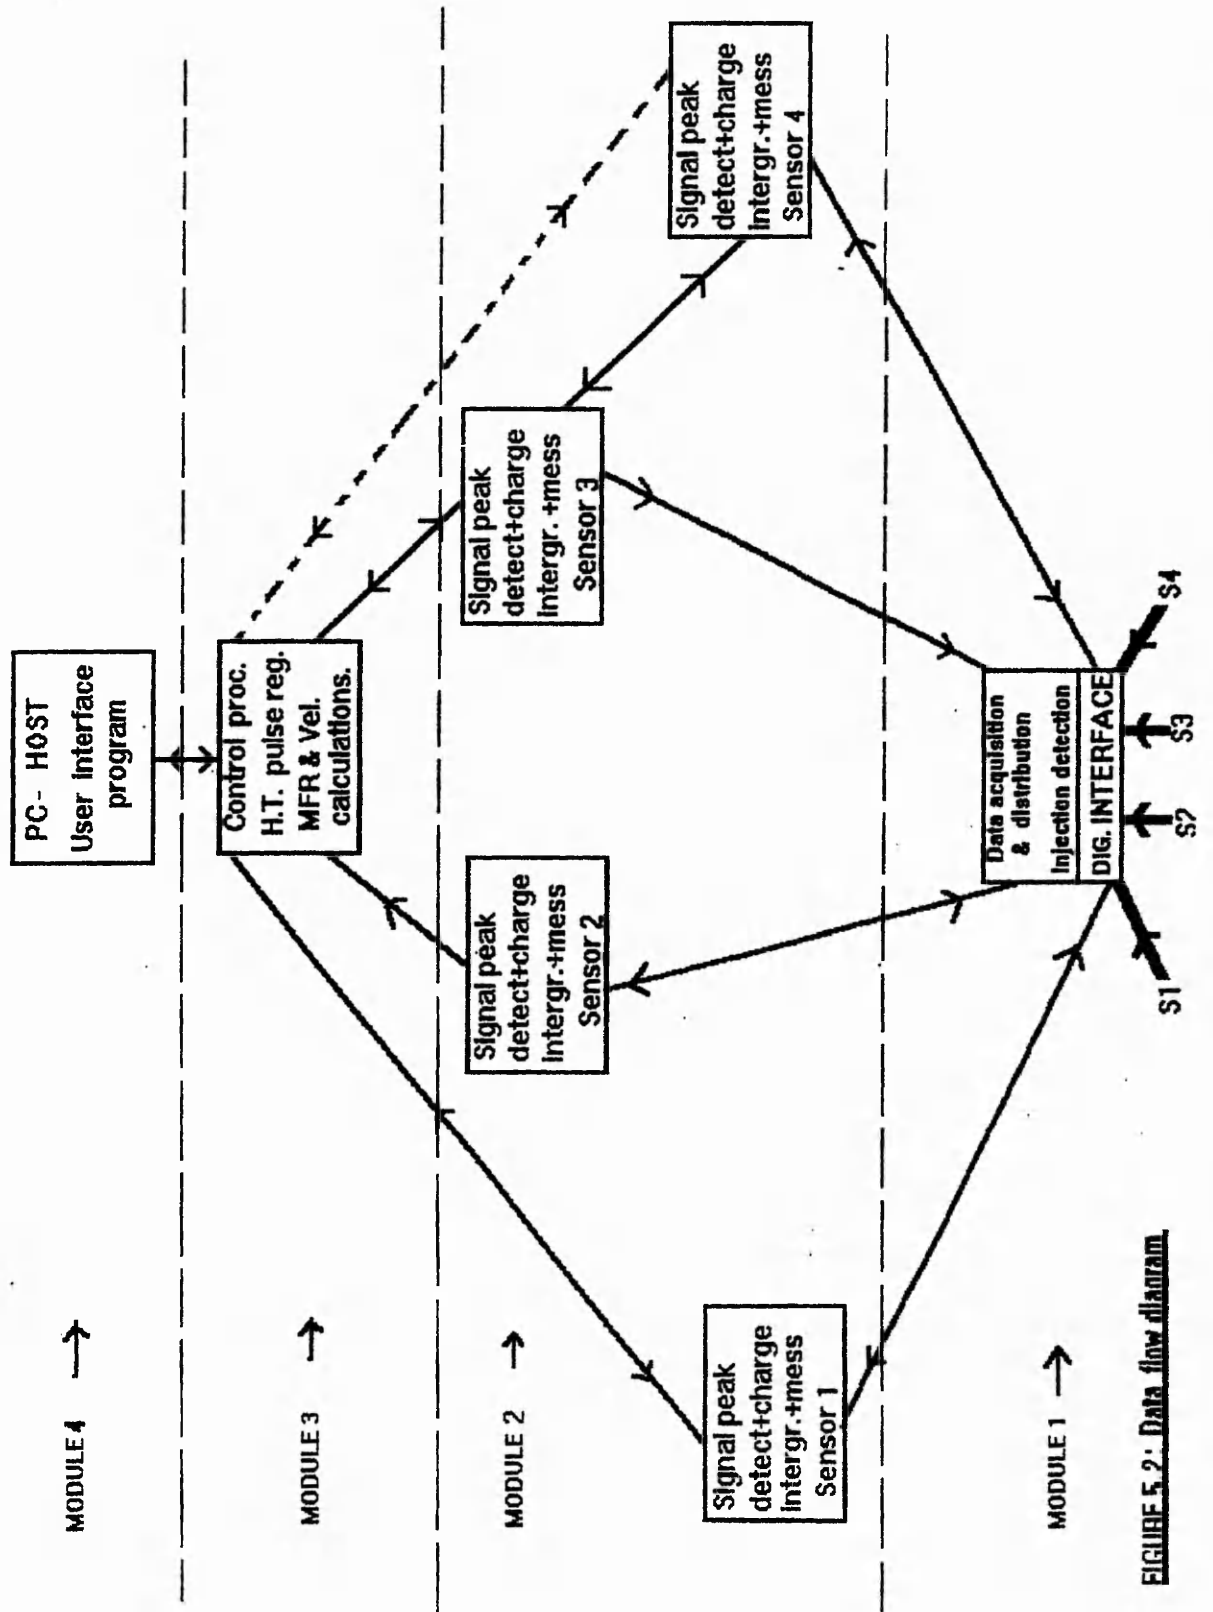 PC- HOST
User interface
program
MODULE 4
Control proc.
H.T. pulse reg.
MFR & Vel.
calculations.
MODULE 3
Signal peak
detect+charge
Intergr.+mess
Sensor 2
Signal peak
detect+charge
Intergr.+mess
Sensor 3
MODULE 2
Signal peak
detect+charge
Intergr.+mess
Sensor 1
Signal peak
detect+charge
Intergr.+mess
Sensor 4
Data acquisition
& distribution
Injection detection
DIG. INTERFACE
MODULE 1
S1
S2
S3
S4
FIGURE 5.2: Data flow diagram